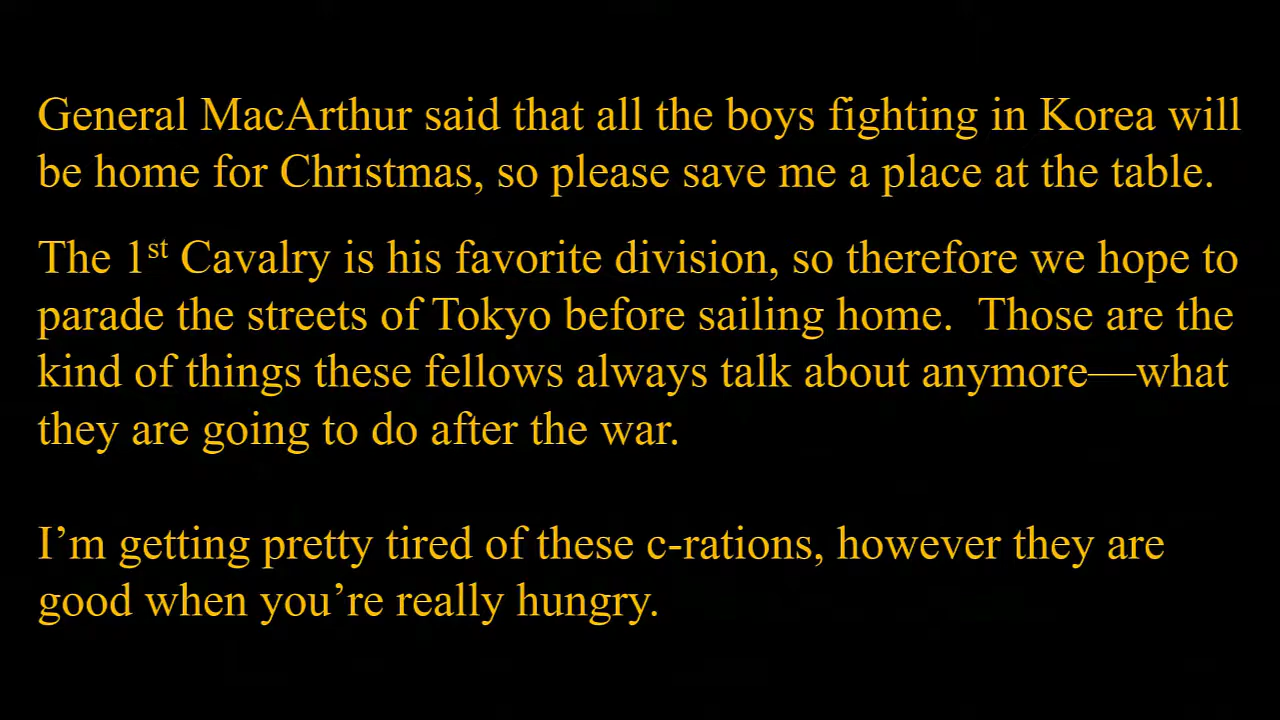 General MacArthur said that all the boys fighting in Korea will
be home for Christmas, so please save me a place at the table.
The 1st Cavalry is his favorite division, so therefore we hope to
parade the streets of Tokyo before sailing home.  Those are the
kind of things these fellows always talk about anymore—what
they are going to do after the war.
I’m getting pretty tired of these c-rations, however they are
good when you’re really hungry.